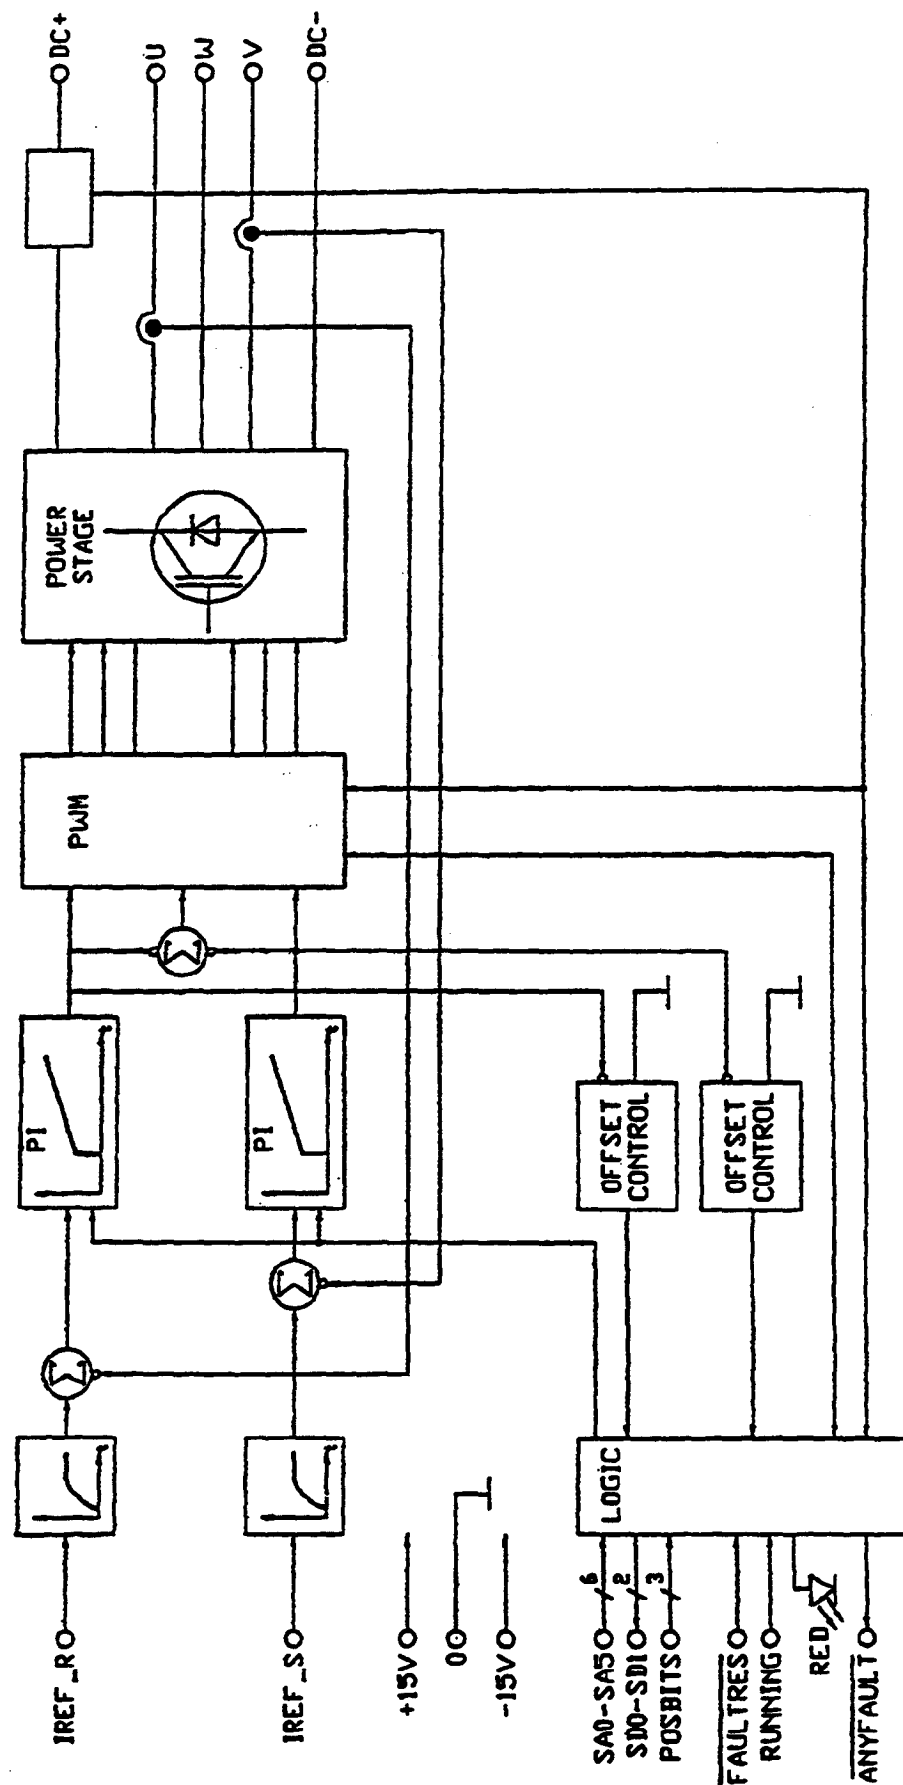 IREF_R
IREF_S
+15V
0
-15V
SA0-SA5
6
SD0-SD1
2
POSBITS
3
FAULTRES
RUNNING
RED
ANYFAULT
LOGIC
PI
t
PI
t
t
t
OFFSET
CONTROL
OFFSET
CONTROL
Σ
Σ
Σ
PWM
POWER
STAGE
DC+
U
W
V
DC-